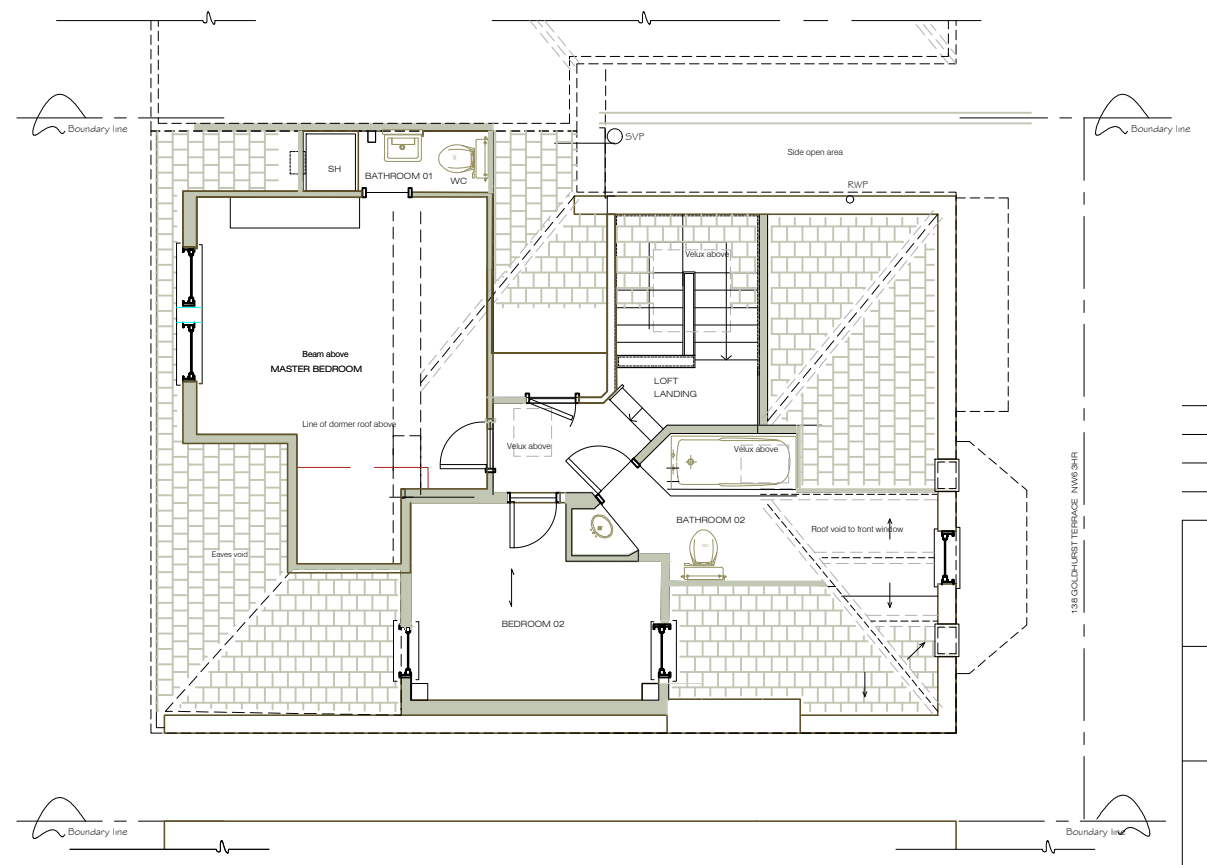 Boundary line
Boundary line
SVP
Side open area
SH
BATHROOM 01
WC
RWP
Velux above
Beam above
MASTER BEDROOM
LOFT
LANDING
Line of dormer roof above
Velux above
Velux above
BATHROOM 02
Roof void to front window
Eaves void
BEDROOM 02
138 GOLDHURST TERRACE NW6 3HR
Boundary line
Boundary line